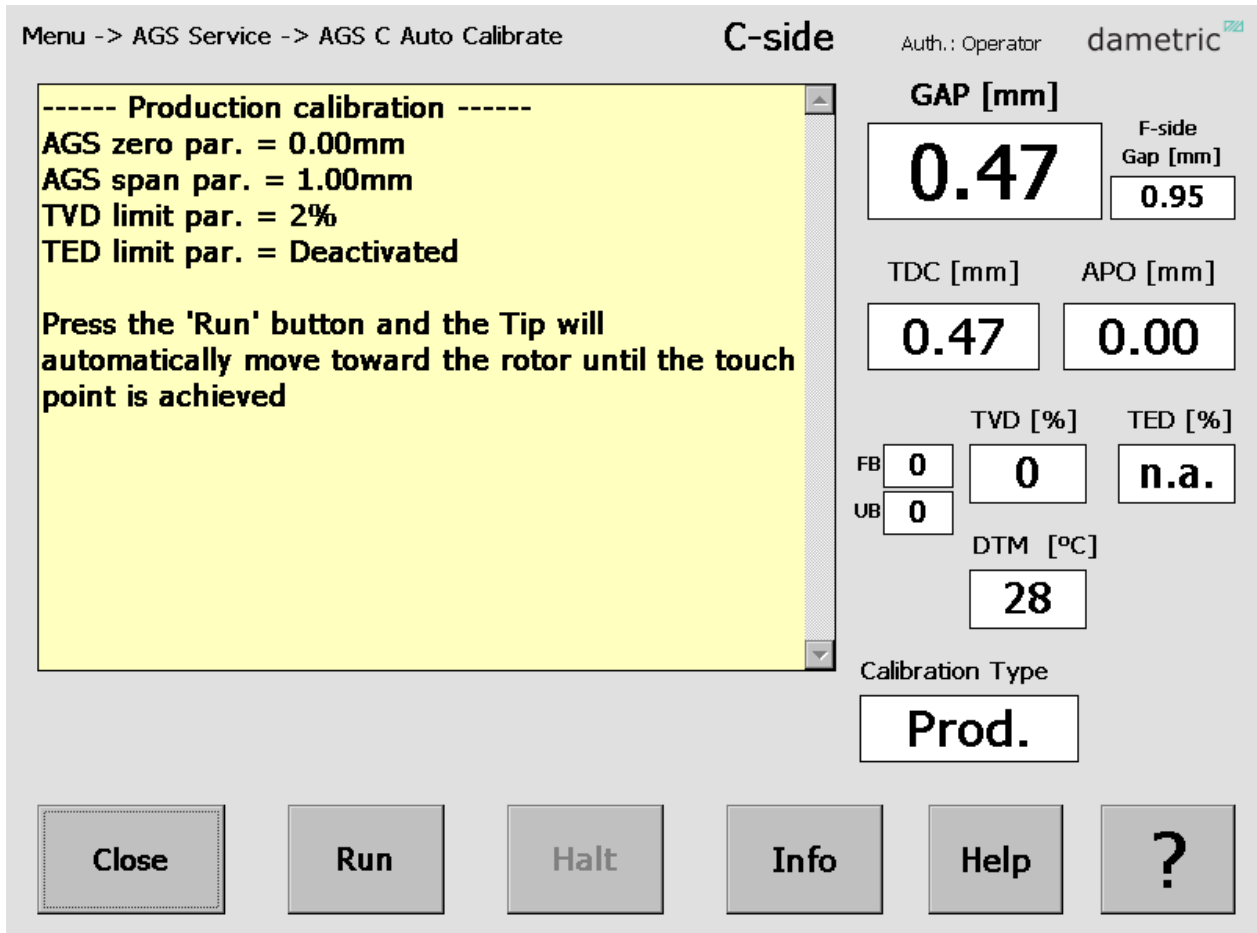 Menu -> AGS Service -> AGS C Auto Calibrate
C-side
Auth.: Operator
dametric
------ Production calibration ------
AGS zero par. = 0.00mm
AGS span par. = 1.00mm
TVD limit par. = 2%
TED limit par. = Deactivated
Press the 'Run' button and the Tip will
automatically move toward the rotor until the touch
point is achieved
GAP [mm]
0.47
F-side
Gap [mm]
0.95
TDC [mm]
0.47
APO [mm]
0.00
TVD [%]
TED [%]
FB 0
0
n.a.
UB 0
DTM [ºC]
28
Calibration Type
Prod.
Close
Run
Halt
Info
Help
?